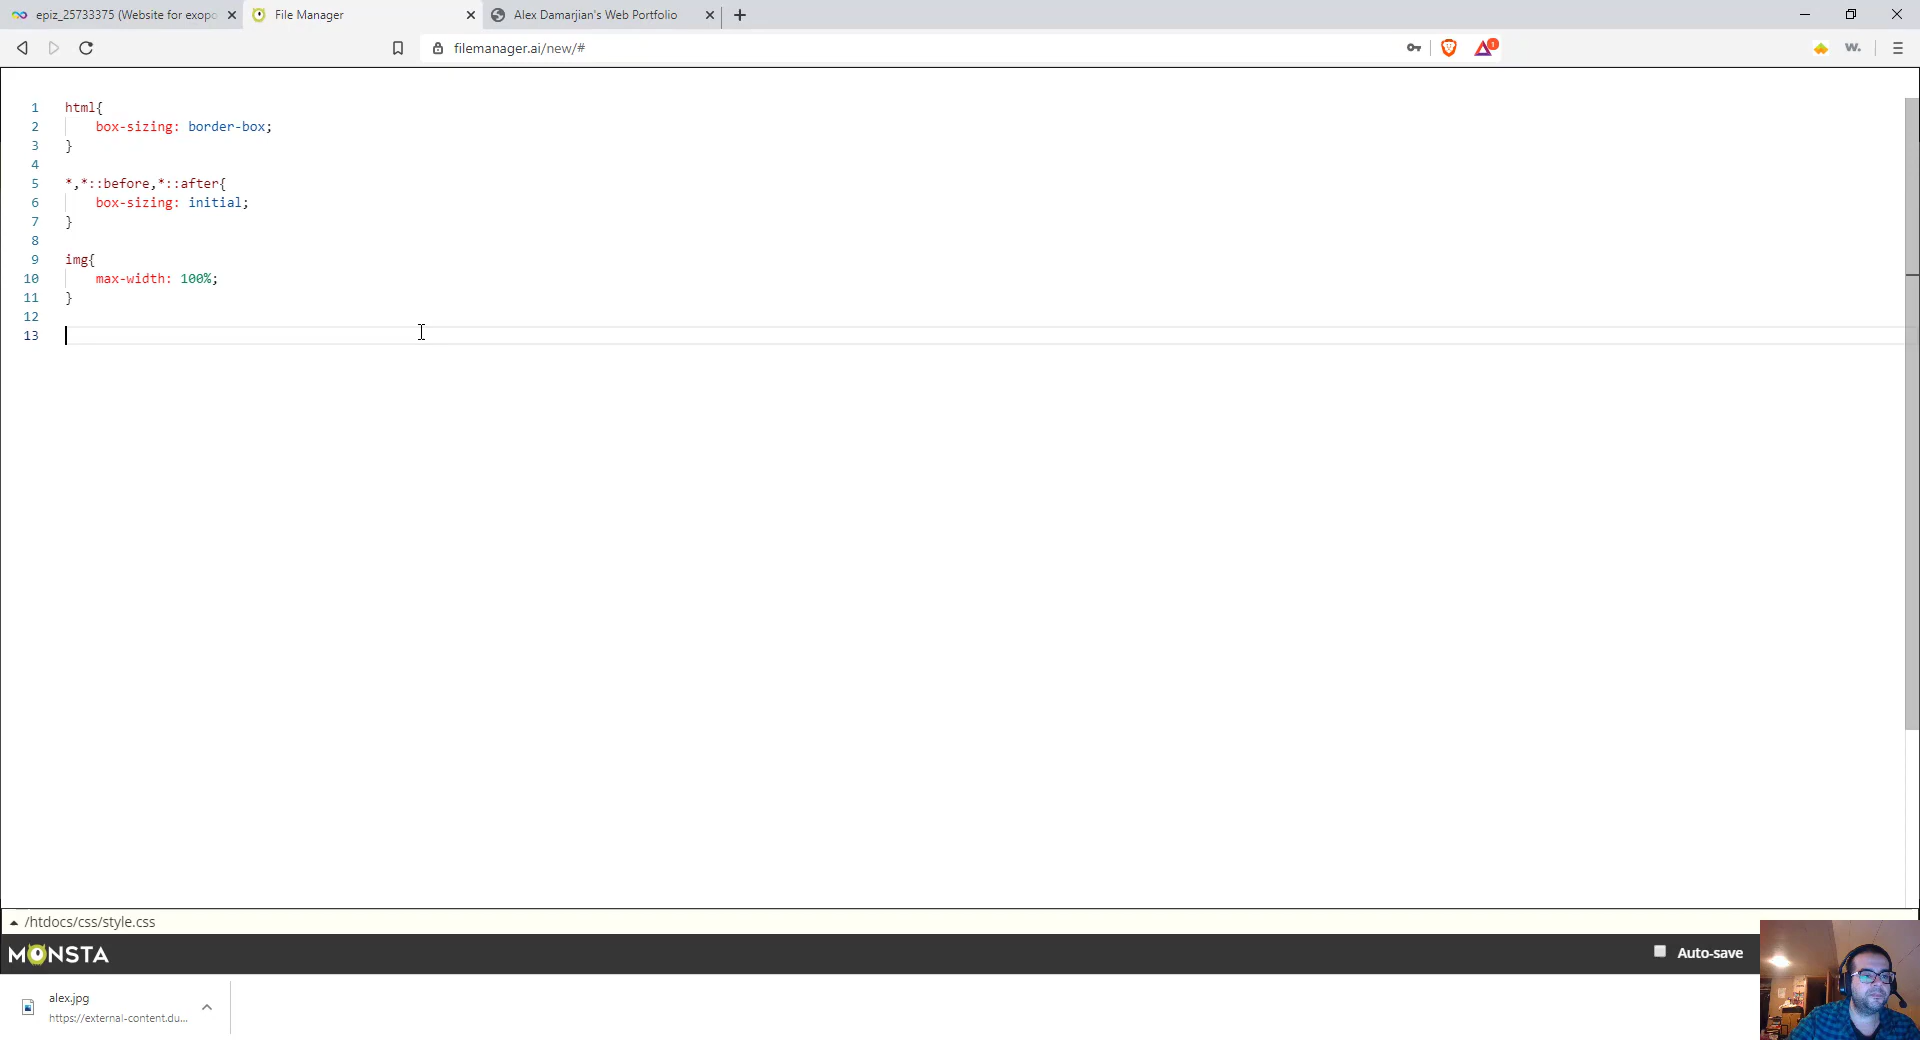 epiz_25733375 (Website for exopo
File Manager
Alex Damarjian's Web Portfolio
filemanager.ai/new/#
1
W.
1 html{
2 box-sizing: border-box;
3 }
4
5 *,*::before,*::after{
6 box-sizing: initial;
7 }
8
9 img{
10 max-width: 100%;
11 }
12
13
/htdocs/css/style.css
MONSTA
Auto-save
alex.jpg
https://external-content.du...